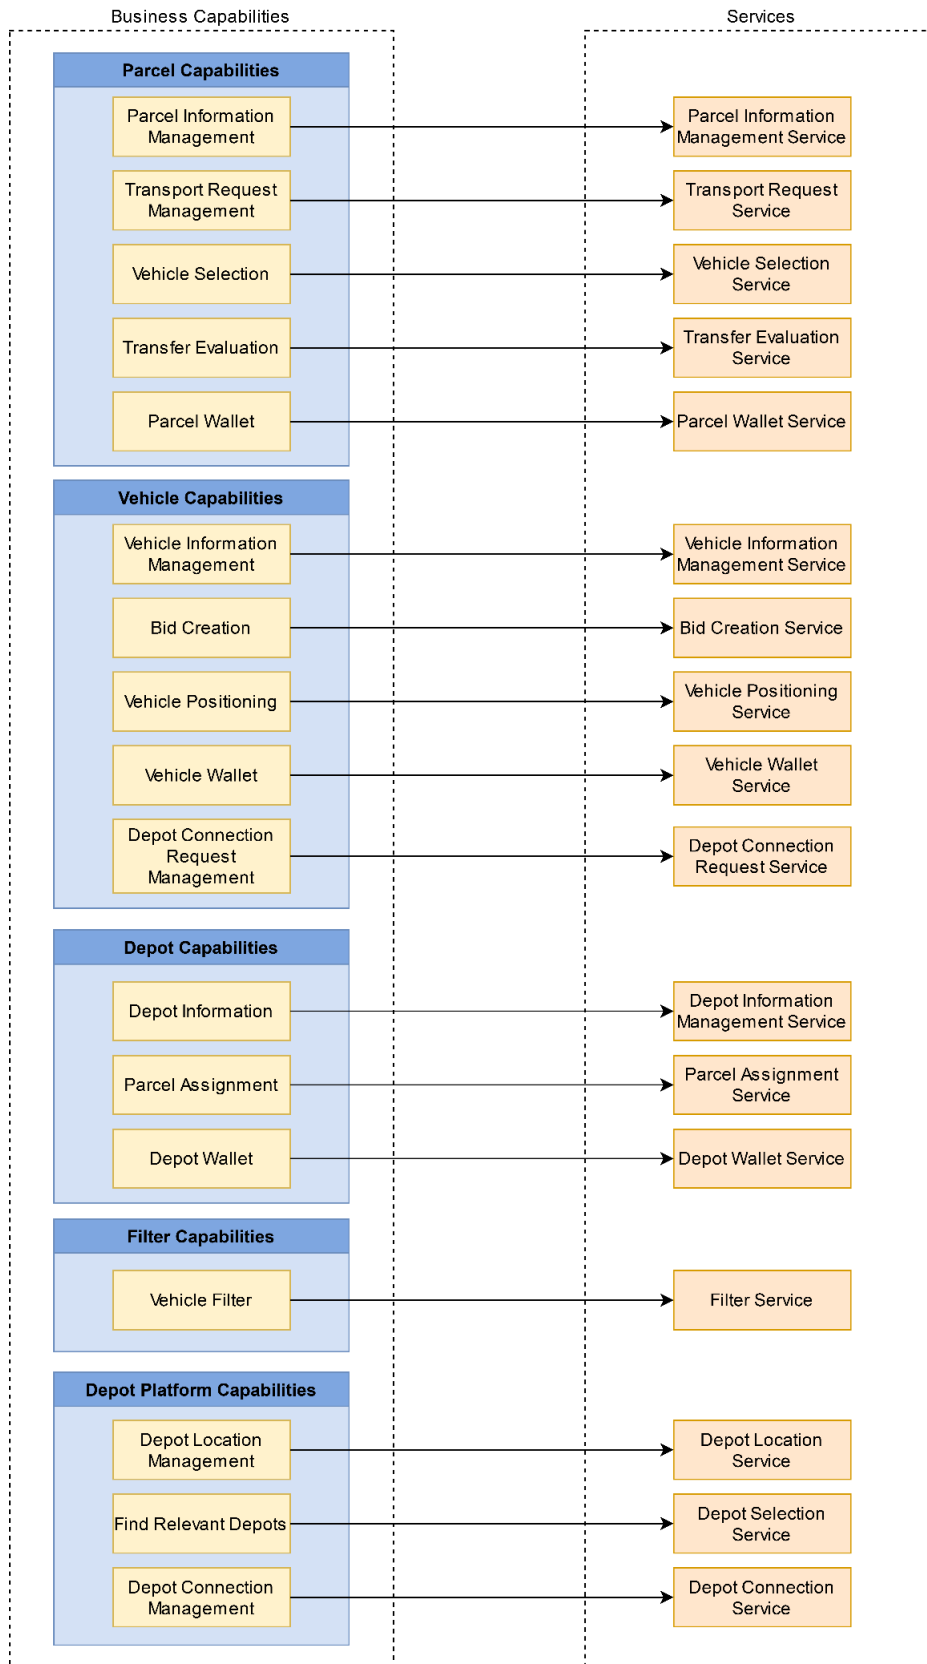 Business Capabilities
Services
Parcel Capabilities
Parcel Information
Management
Parcel Information
Management Service
Transport Request
Management
Transport Request
Service
Vehicle Selection
Vehicle Selection
Service
Transfer Evaluation
Transfer Evaluation
Service
Parcel Wallet
Parcel Wallet Service
Vehicle Capabilities
Vehicle Information
Management
Vehicle Information
Management Service
Bid Creation
Bid Creation Service
Vehicle Positioning
Vehicle Positioning
Service
Vehicle Wallet
Vehicle Wallet
Service
Depot Connection
Request
Management
Depot Connection
Request Service
Depot Capabilities
Depot Information
Depot Information
Management Service
Parcel Assignment
Parcel Assignment
Service
Depot Wallet
Depot Wallet Service
Filter Capabilities
Vehicle Filter
Filter Service
Depot Platform Capabilities
Depot Location
Management
Depot Location
Service
Find Relevant Depots
Depot Selection
Service
Depot Connection
Management
Depot Connection
Service